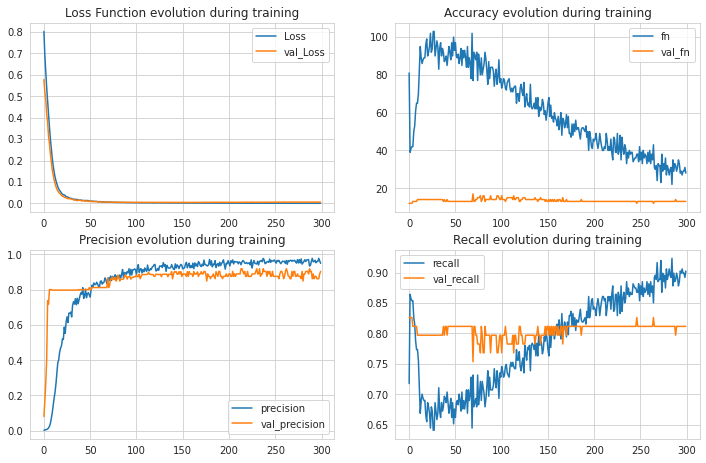 Loss Function evolution during training
0.8
0.7
0.6
0.5
0.4
0.3
0.2
0.1
0.0
0 50 100 150 200 250 300
Loss
val_Loss
Accuracy evolution during training
100
80
60
40
20
0 50 100 150 200 250 300
fn
val_fn
Precision evolution during training
1.0
0.8
0.6
0.4
0.2
0.0
0 50 100 150 200 250 300
precision
val_precision
Recall evolution during training
0.90
0.85
0.80
0.75
0.70
0.65
0 50 100 150 200 250 300
recall
val_recall